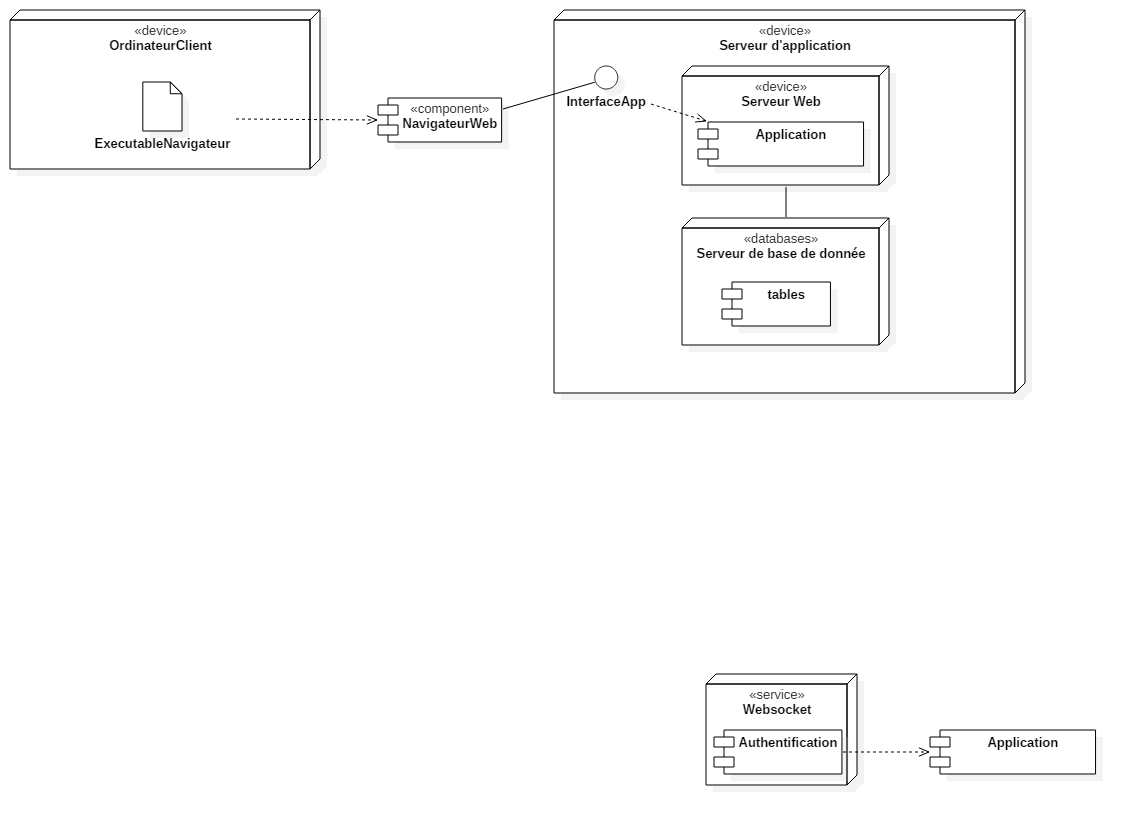 «device»
OrdinateurClient
ExecutableNavigateur
«component»
NavigateurWeb
«device»
Serveur d'application
InterfaceApp
«device»
Serveur Web
Application
«databases»
Serveur de base de donnée
tables
«service»
Websocket
Authentification
Application